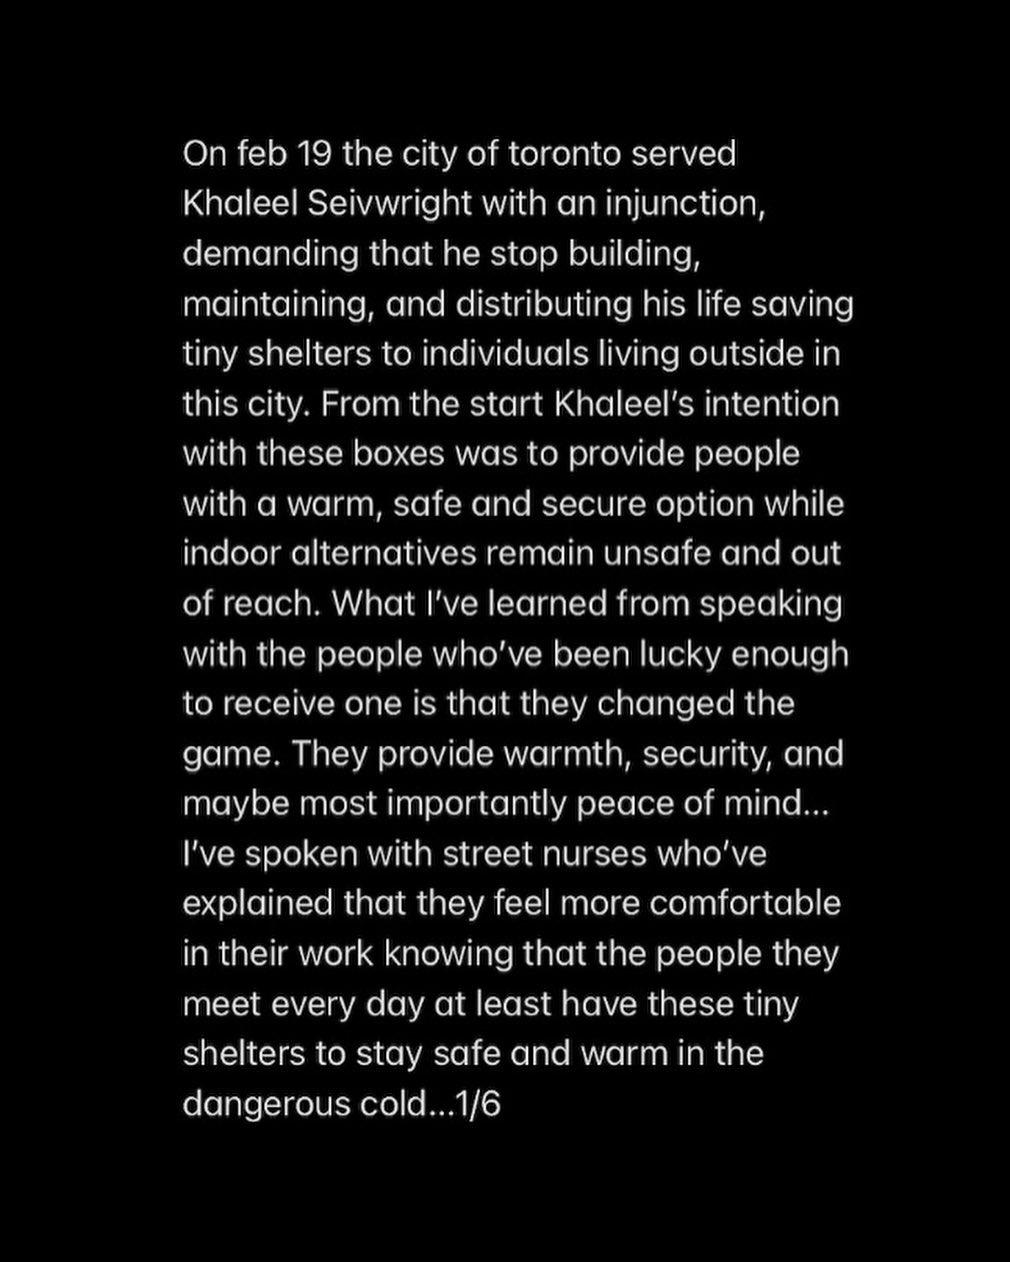 On feb 19 the city of toronto served
Khaleel Seivwright with an injunction,
demanding that he stop building,
maintaining, and distributing his life saving
tiny shelters to individuals living outside in
this city. From the start Khaleel’s intention
with these boxes was to provide people
with a warm, safe and secure option while
indoor alternatives remain unsafe and out
of reach. What I’ve learned from speaking
with the people who’ve been lucky enough
to receive one is that they changed the
game. They provide warmth, security, and
maybe most importantly peace of mind...
I’ve spoken with street nurses who’ve
explained that they feel more comfortable
in their work knowing that the people they
meet every day at least have these tiny
shelters to stay safe and warm in the
dangerous cold...1/6